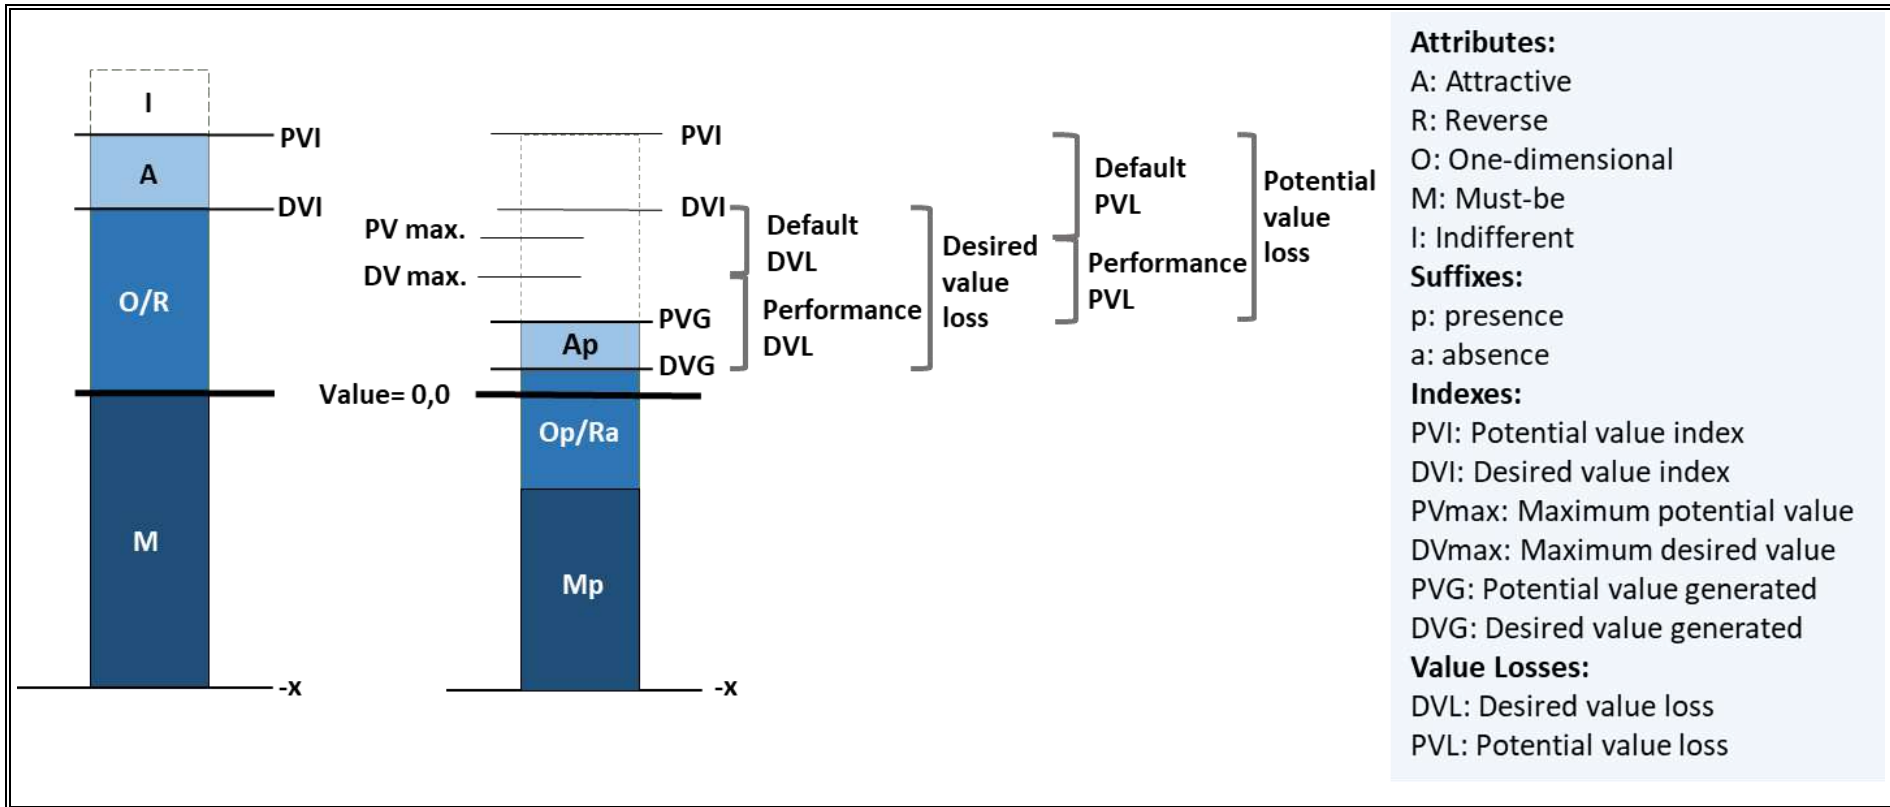 I
PVI
A
DVI
O/R
M
-x
Value= 0,0
PVI
DVI
PV max.
DV max.
PVG
Ap
DVG
Op/Ra
Mp
-x
Default
DVL
Performance
DVL
Desired
value
loss
Default
PVL
Performance
PVL
Potential
value
loss
Attributes:
A: Attractive
R: Reverse
O: One-dimensional
M: Must-be
I: Indifferent
Suffixes:
p: presence
a: absence
Indexes:
PVI: Potential value index
DVI: Desired value index
PVmax: Maximum potential value
DVmax: Maximum desired value
PVG: Potential value generated
DVG: Desired value generated
Value Losses:
DVL: Desired value loss
PVL: Potential value loss